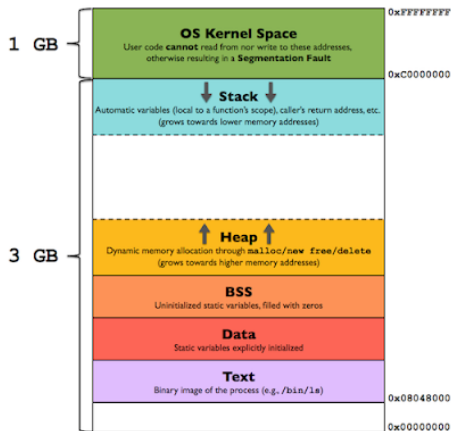 0xFFFFFFFF
OS Kernel Space
1 GB
User code cannot read from nor write to these addresses,
otherwise resulting in a Segmentation Fault
0xC0000000
Stack
Automatic variables (local to a function's scope), caller's return address, etc.
(grows towards lower memory addresses)
3 GB
Heap
Dynamic memory allocation through malloc/new free/delete
(grows towards higher memory addresses)
BSS
Uninitialized static variables, filled with zeros
Data
Static variables explicitly initialized
Text
Binary image of the process (e.g., /bin/ls)
0x08048000
0x00000000